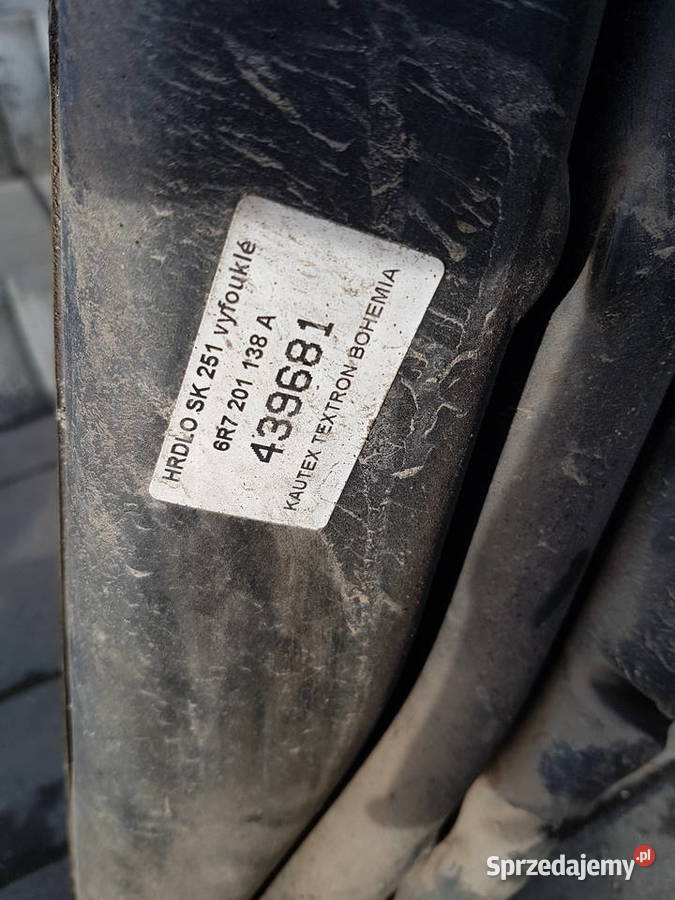 HRDLO SK 251 vyfouklé
6R7 201 138 A
439681
KAUTEX TEXTRON BOHEMIA
Sprzedajemy.pl